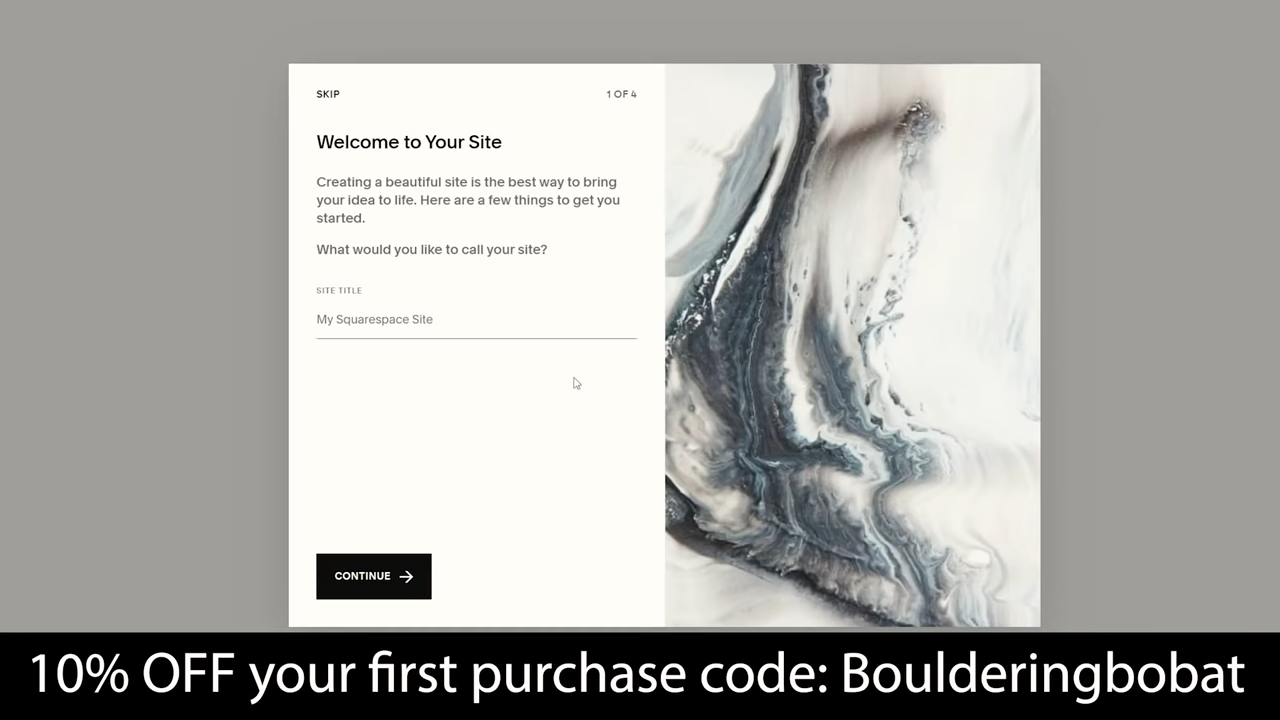 SKIP
1 OF 4
Welcome to Your Site
Creating a beautiful site is the best way to bring
your idea to life. Here are a few things to get you
started.
What would you like to call your site?
SITE TITLE
My Squarespace Site
CONTINUE
10% OFF your first purchase code: Boulderingbobat